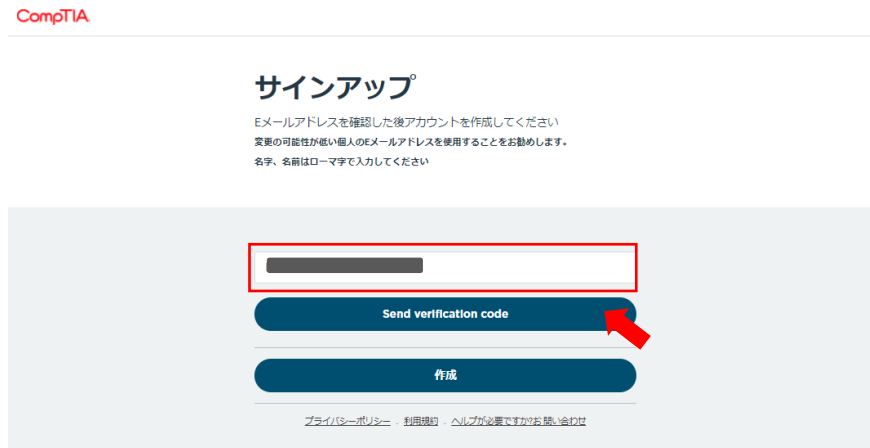 CompTIA
サインアップ
Eメールアドレスを確認した後アカウントを作成してください
変更の可能性が低い個人のEメールアドレスを使用することをお勧めします。
名字、名前はローマ字で入力してください
Send verification code
作成
プライバシーポリシー . 利用規約 . ヘルプが必要ですか?お問い合わせ